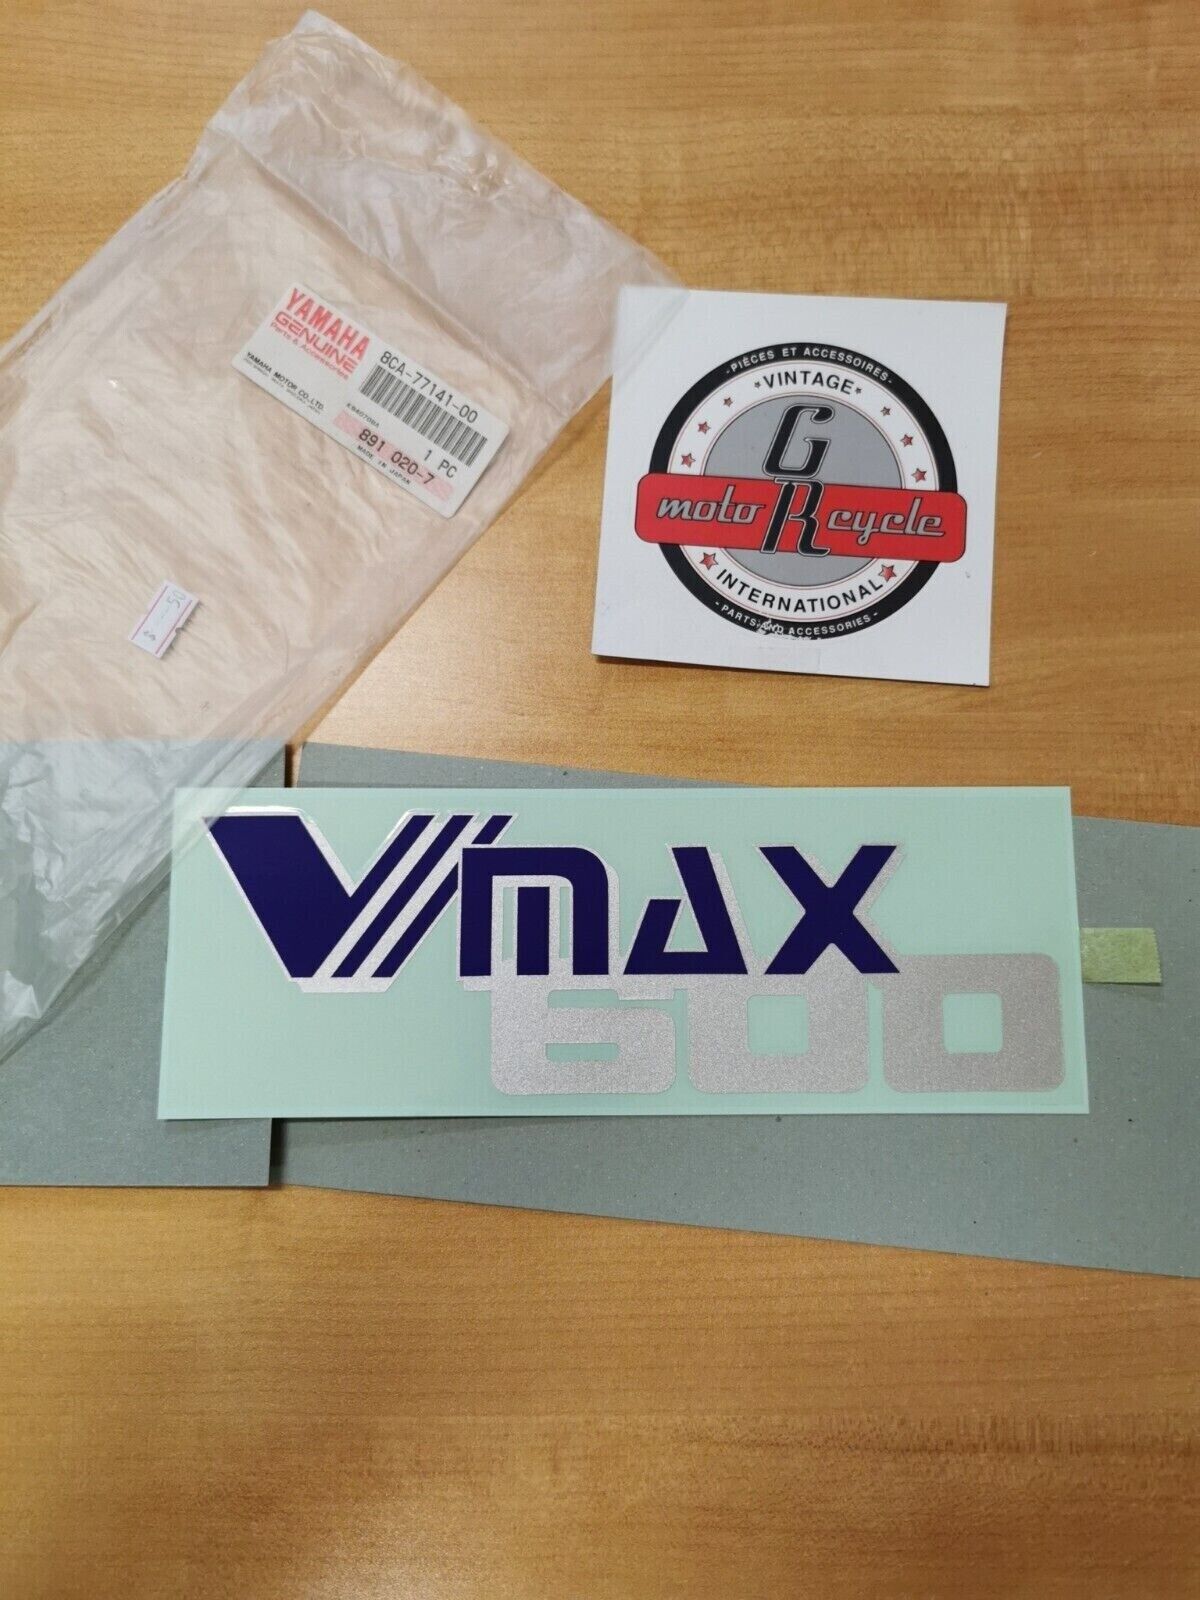 YAMAHA
GENUINE
Parts & Accessories
YAMAHA MOTOR CO., LTD.
8CA-77141-00
1 PC
891 020-7
MADE IN JAPAN
-PIÈCES ET ACCESSOIRES-
VINTAGE
GR
moto cycle
INTERNATIONAL
- PARTS AND ACCESSORIES -
Vmax
600